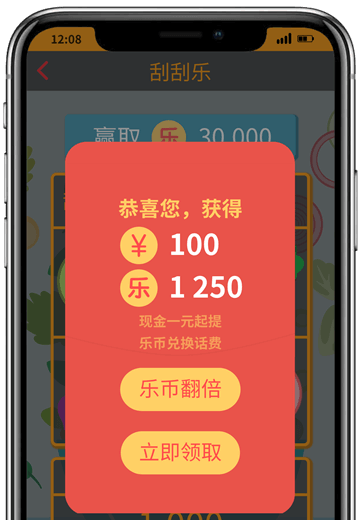 12:08
刮刮乐
赢取 乐 30,000
恭喜您，获得
¥ 100
乐 1 250
现金一元起提
乐币兑换话费
乐币翻倍
立即领取
1,000